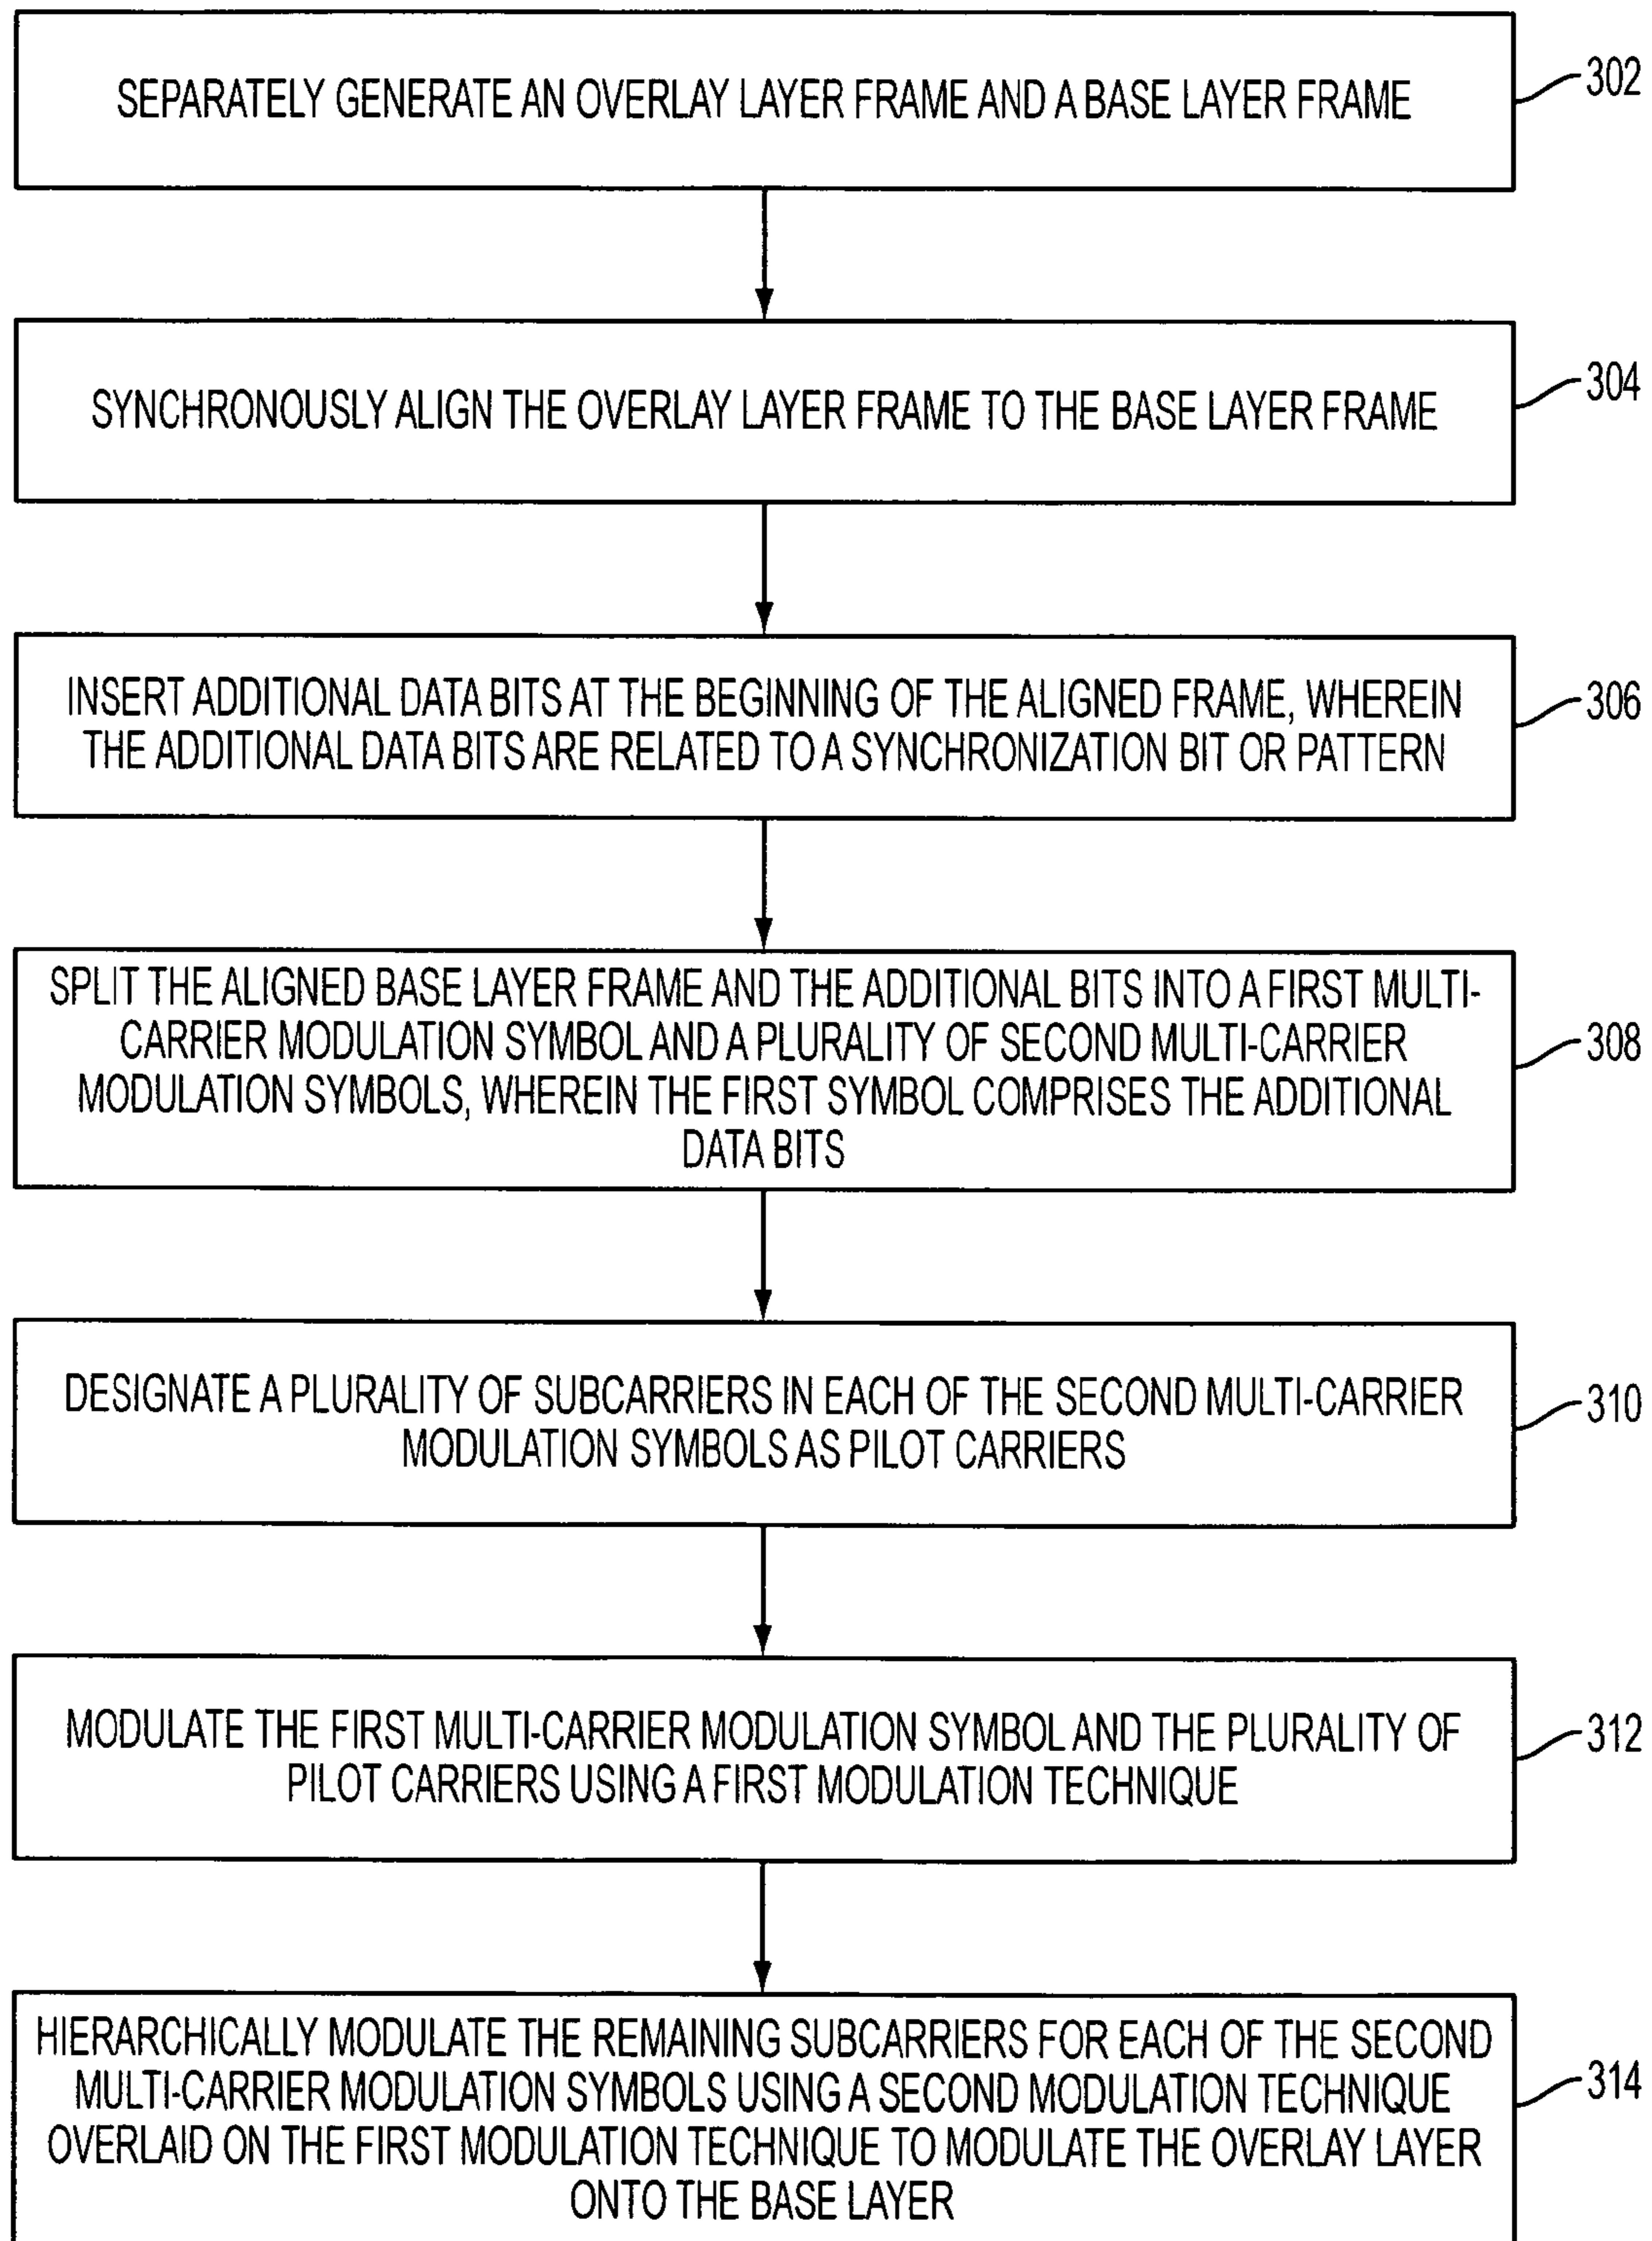 SEPARATELY GENERATE AN OVERLAY LAYER FRAME AND A BASE LAYER FRAME
302
SYNCHRONOUSLY ALIGN THE OVERLAY LAYER FRAME TO THE BASE LAYER FRAME
304
INSERT ADDITIONAL DATA BITS AT THE BEGINNING OF THE ALIGNED FRAME, WHEREIN
THE ADDITIONAL DATA BITS ARE RELATED TO A SYNCHRONIZATION BIT OR PATTERN
306
SPLIT THE ALIGNED BASE LAYER FRAME AND THE ADDITIONAL BITS INTO A FIRST MULTI-
CARRIER MODULATION SYMBOL AND A PLURALITY OF SECOND MULTI-CARRIER
MODULATION SYMBOLS, WHEREIN THE FIRST SYMBOL COMPRISES THE ADDITIONAL
DATA BITS
308
DESIGNATE A PLURALITY OF SUBCARRIERS IN EACH OF THE SECOND MULTI-CARRIER
MODULATION SYMBOLS AS PILOT CARRIERS
310
MODULATE THE FIRST MULTI-CARRIER MODULATION SYMBOL AND THE PLURALITY OF
PILOT CARRIERS USING A FIRST MODULATION TECHNIQUE
312
HIERARCHICALLY MODULATE THE REMAINING SUBCARRIERS FOR EACH OF THE SECOND
MULTI-CARRIER MODULATION SYMBOLS USING A SECOND MODULATION TECHNIQUE
OVERLAID ON THE FIRST MODULATION TECHNIQUE TO MODULATE THE OVERLAY LAYER
ONTO THE BASE LAYER
314